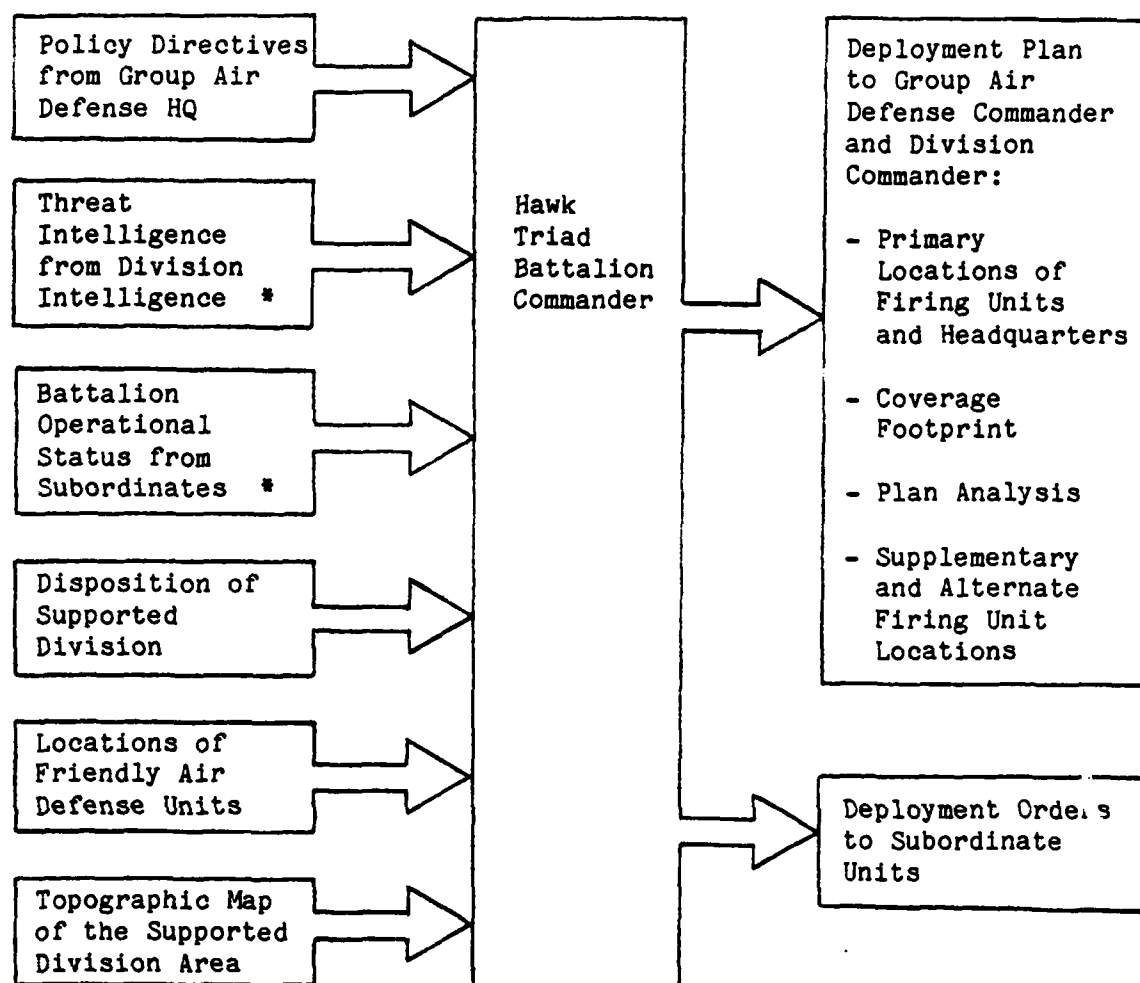 Policy Directives
from Group Air
Defense HQ
Threat
Intelligence
from Division
Intelligence *
Battalion
Operational
Status from
Subordinates *
Disposition of
Supported
Division
Locations of
Friendly Air
Defense Units
Topographic Map
of the Supported
Division Area
Hawk
Triad
Battalion
Commander
Deployment Plan
to Group Air
Defense Commander
and Division
Commander:
- Primary
Locations of
Firing Units
and Headquarters
- Coverage
Footprint
- Plan Analysis
- Supplementary
and Alternate
Firing Unit
Locations
Deployment Orders
to Subordinate
Units